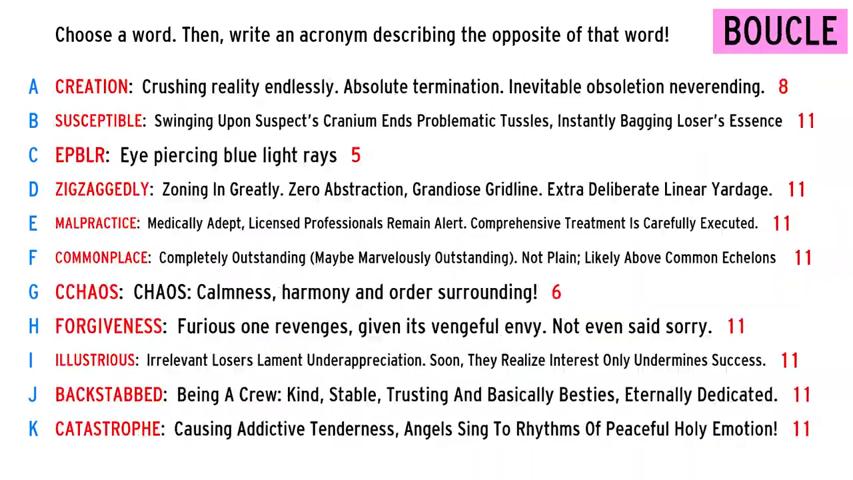 Choose a word. Then, write an acronym describing the opposite of that word!
BOUCLE
A CREATION: Crushing reality endlessly. Absolute termination. Inevitable obsoletion neverending. 8
B SUSCEPTIBLE: Swinging Upon Suspect's Cranium Ends Problematic Tussles, Instantly Bagging Loser's Essence 11
C EPBLR: Eye piercing blue light rays 5
D ZIGZAGGEDLY: Zoning In Greatly. Zero Abstraction, Grandiose Gridline. Extra Deliberate Linear Yardage. 11
E MALPRACTICE: Medically Adept, Licensed Professionals Remain Alert. Comprehensive Treatment Is Carefully Executed. 11
F COMMONPLACE: Completely Outstanding (Maybe Marvelously Outstanding). Not Plain; Likely Above Common Echelons 11
G CCHAOS: CHAOS: Calmness, harmony and order surrounding! 6
H FORGIVENESS: Furious one revenges, given its vengeful envy. Not even said sorry. 11
I ILLUSTRIOUS: Irrelevant Losers Lament Underappreciation. Soon, They Realize Interest Only Undermines Success. 11
J BACKSTABBED: Being A Crew: Kind, Stable, Trusting And Basically Besties, Eternally Dedicated. 11
K CATASTROPHE: Causing Addictive Tenderness, Angels Sing To Rhythms Of Peaceful Holy Emotion! 11